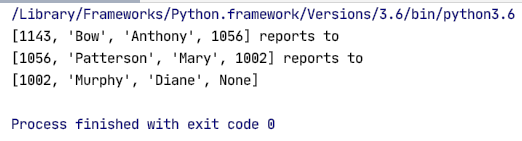 /Library/Frameworks/Python.framework/Versions/3.6/bin/python3.6
[1143, 'Bow', 'Anthony', 1056] reports to
[1056, 'Patterson', 'Mary', 1002] reports to
[1002, 'Murphy', 'Diane', None]
Process finished with exit code 0